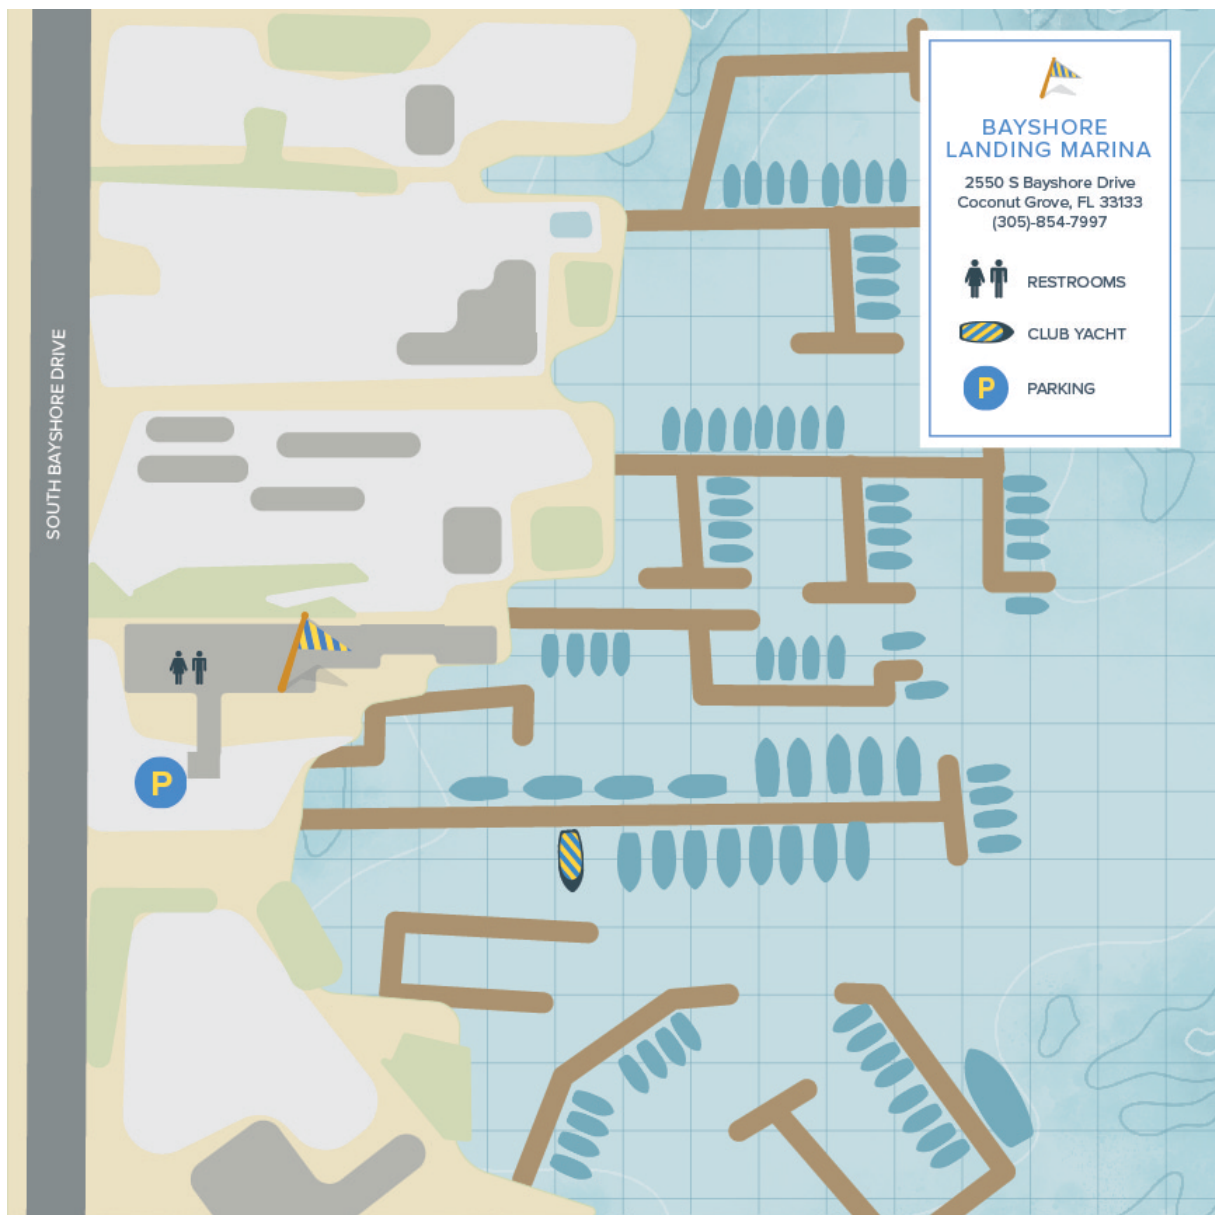 BAYSHORE
LANDING MARINA
2550 S Bayshore Drive
Coconut Grove, FL 33133
(305)-854-7997
RESTROOMS
CLUB YACHT
P
PARKING
SOUTH BAYSHORE DRIVE
P